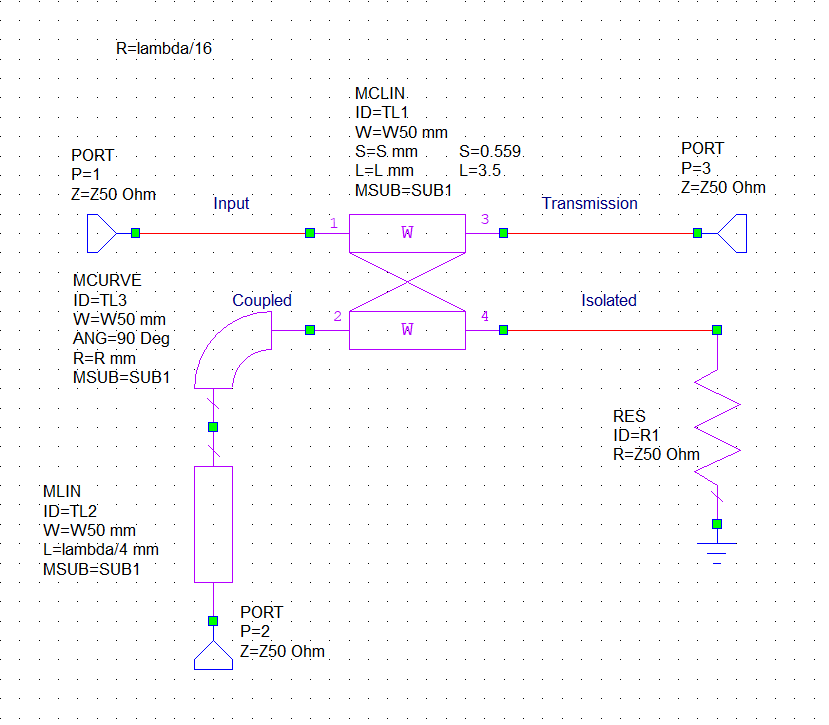 R=lambda/16
MCLIN
ID=TL1
W=W50 mm
S=S mm S=0.559
L=L mm L=3.5
MSUB=SUB1
PORT
P=1
Z=Z50 Ohm
PORT
P=3
Z=Z50 Ohm
Input
Transmission
1
W
3
MCURVE
ID=TL3
W=W50 mm
ANG=90 Deg
R=R mm
MSUB=SUB1
Coupled
Isolated
2
W
4
RES
ID=R1
R=Z50 Ohm
MLIN
ID=TL2
W=W50 mm
L=lambda/4 mm
MSUB=SUB1
PORT
P=2
Z=Z50 Ohm